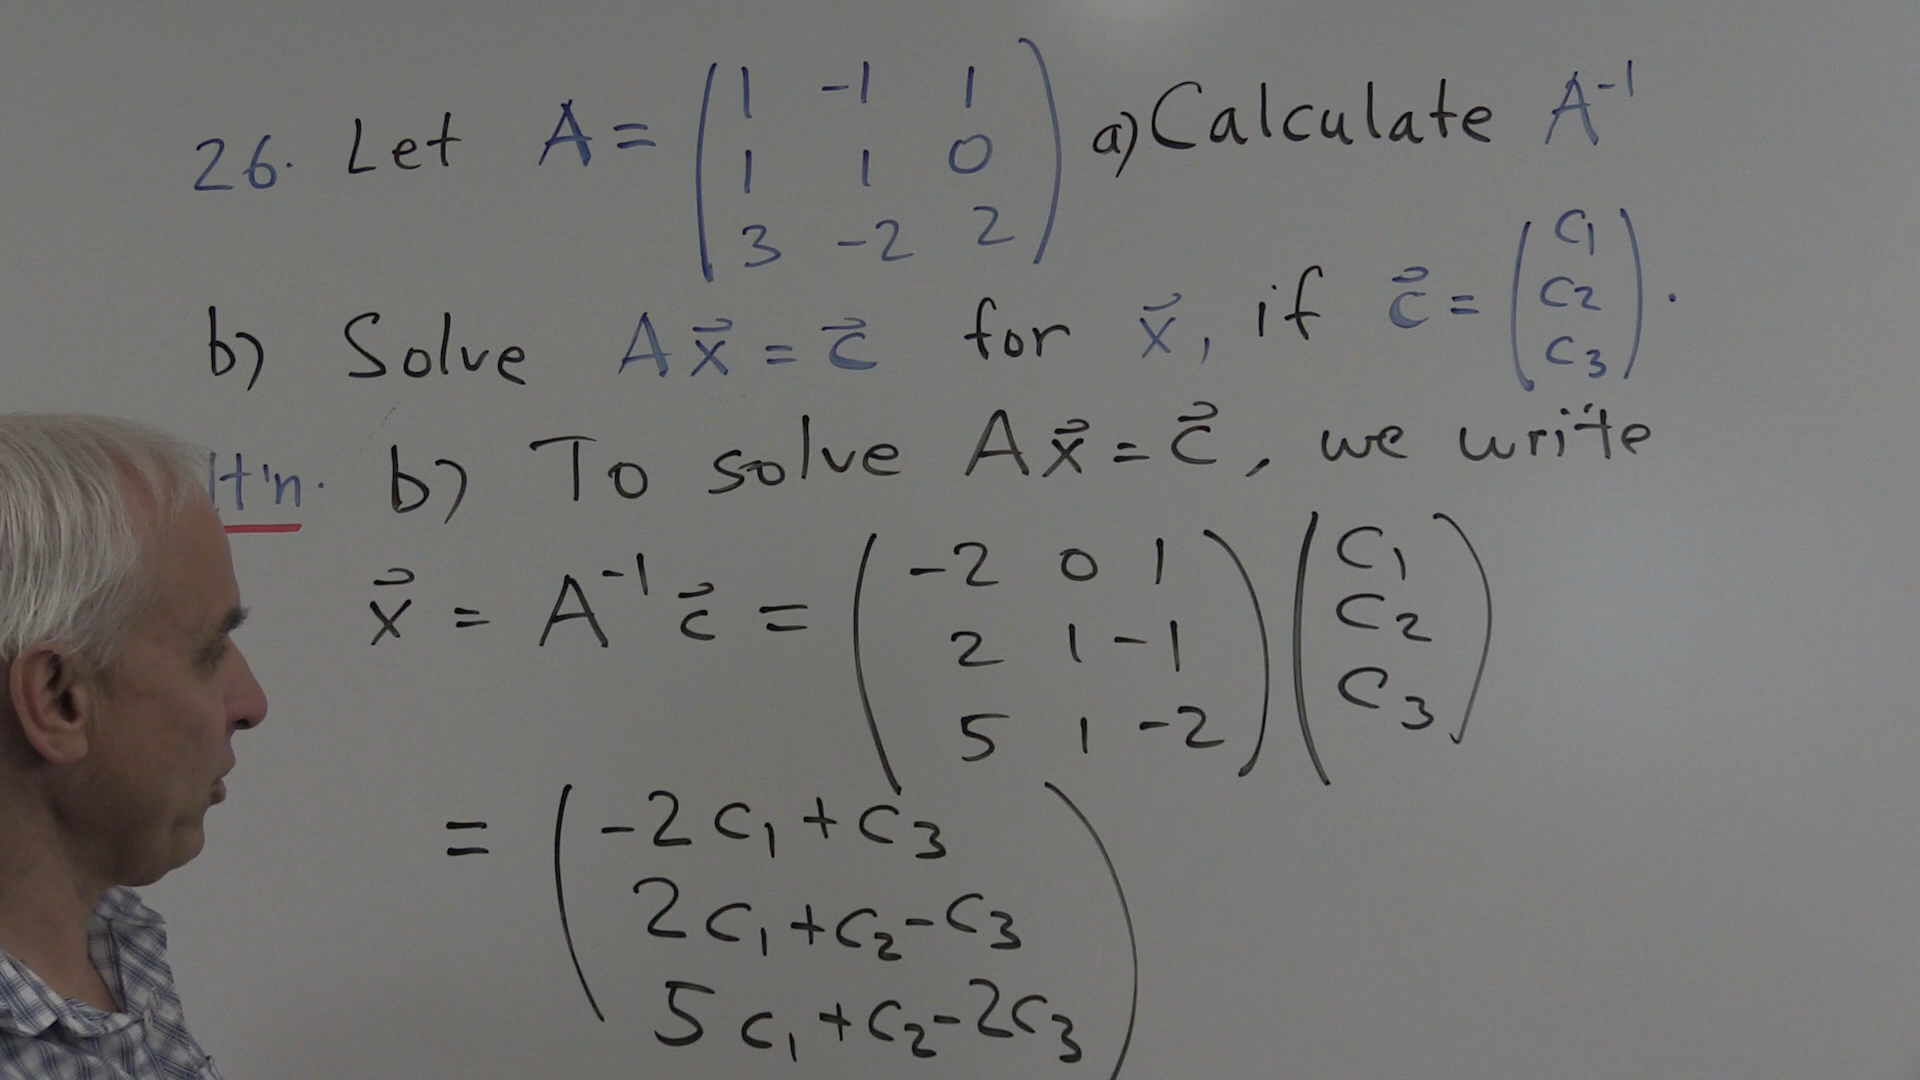 26. Let A = (1 -1 1 a) Calculate A⁻¹
1 1 0
3 -2 2)
b) Solve Ax⃗ = c⃗ for x⃗, if c⃗ = (c₁ c₂ c₃).
lt'n. b) To solve Ax⃗ = c⃗, we write
x⃗ = A⁻¹ c⃗ = (-2 0 1 (c₁
2 1 -1 c₂
5 1 -2) c₃)
= (-2c₁ + c₃
2c₁ + c₂ - c₃
5c₁ + c₂ - 2c₃)